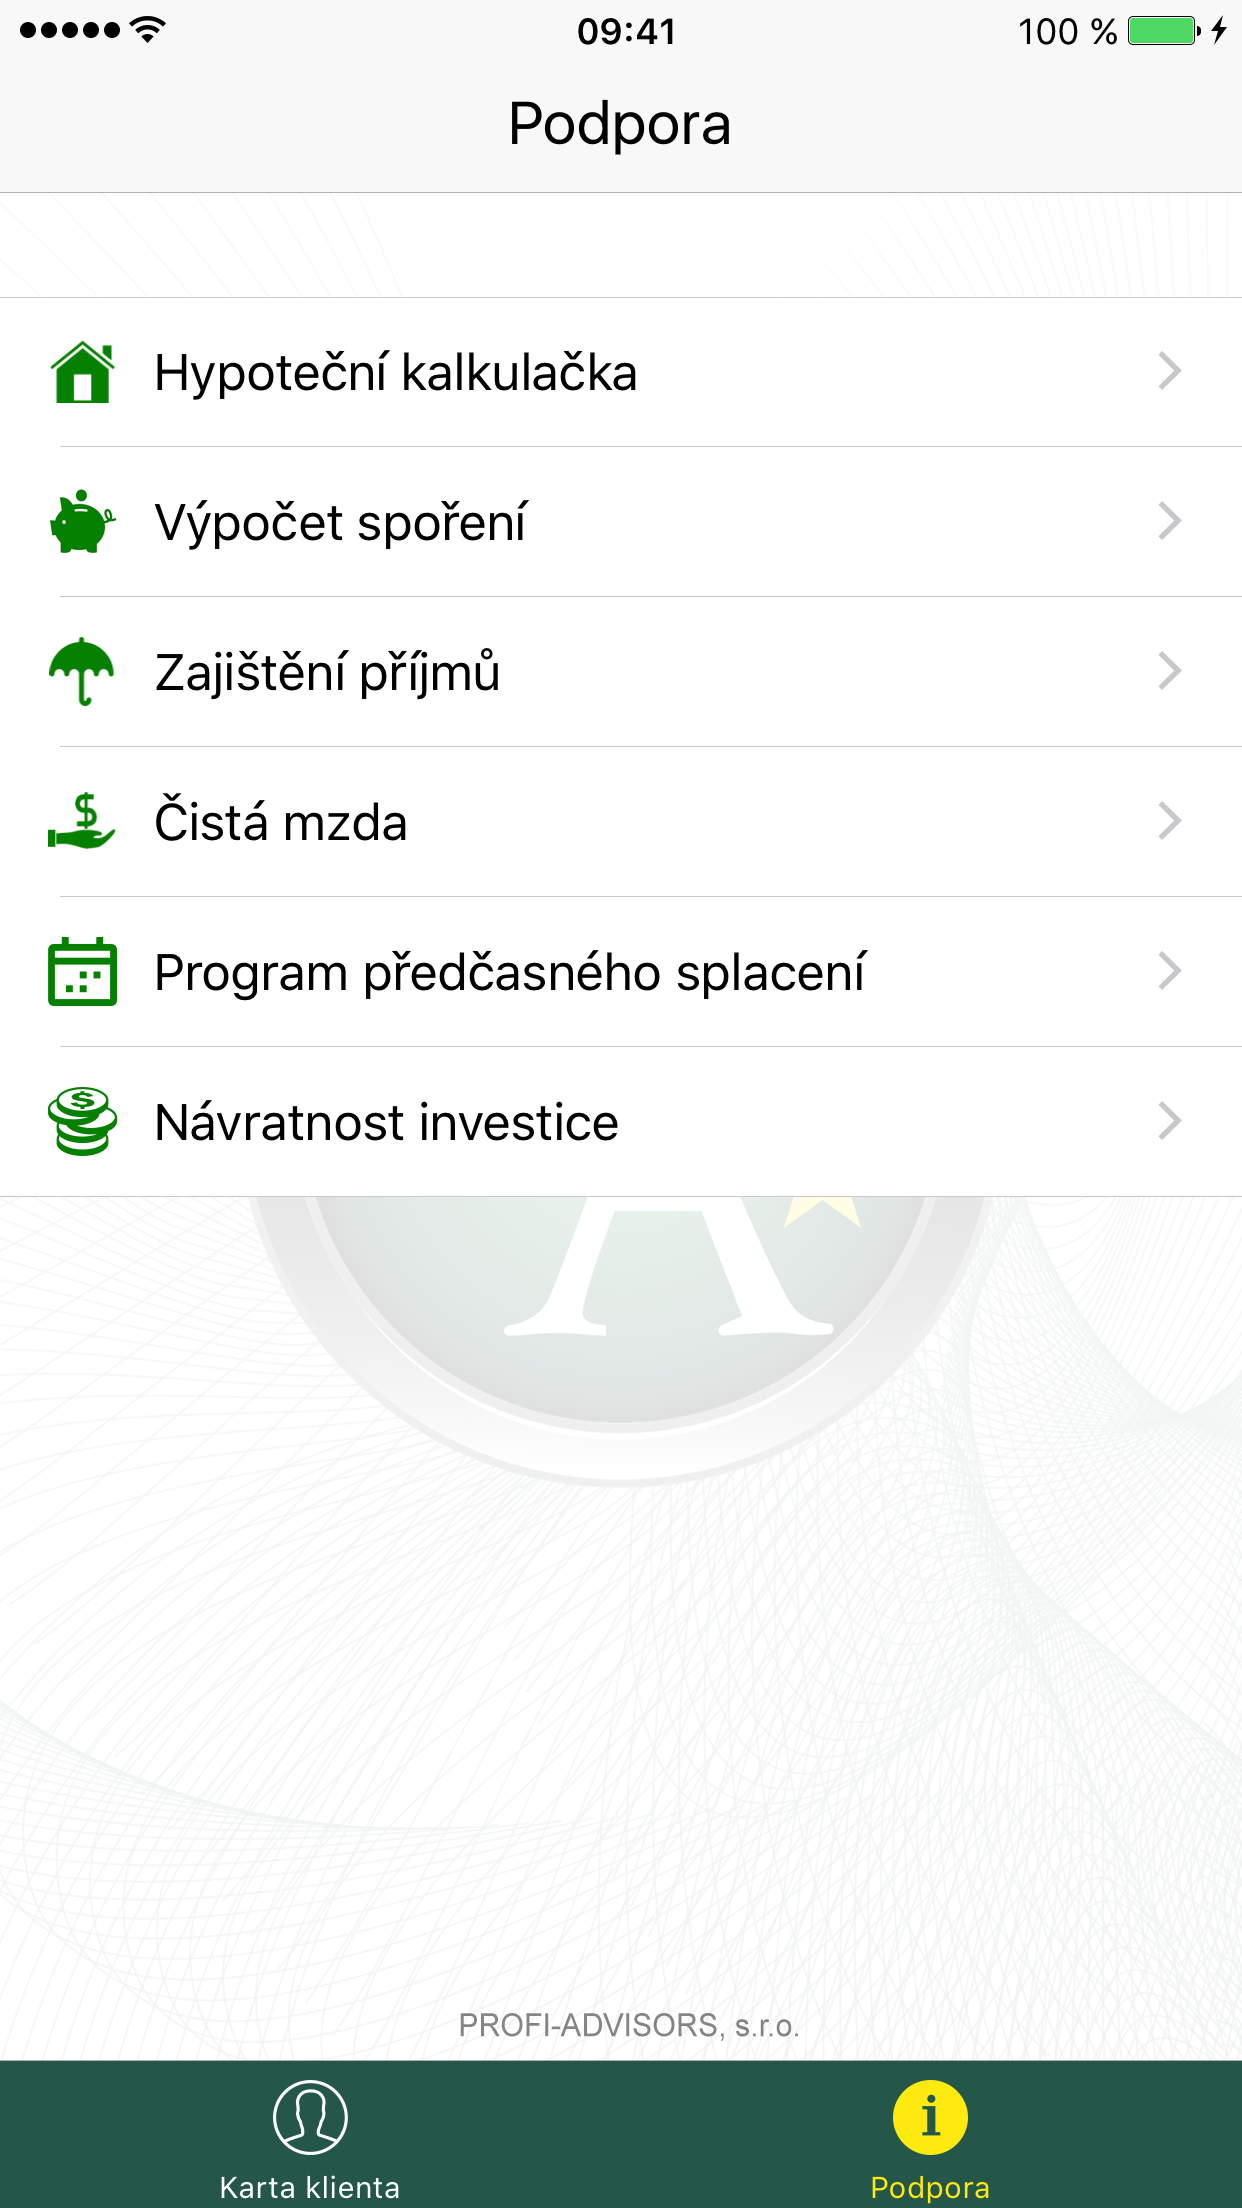 09:41
100 %
Podpora
Hypoteční kalkulačka
Výpočet spoření
Zajištění příjmů
Čistá mzda
Program předčasného splacení
Návratnost investice
A
PROFI-ADVISORS, s.r.o.
Karta klienta
Podpora